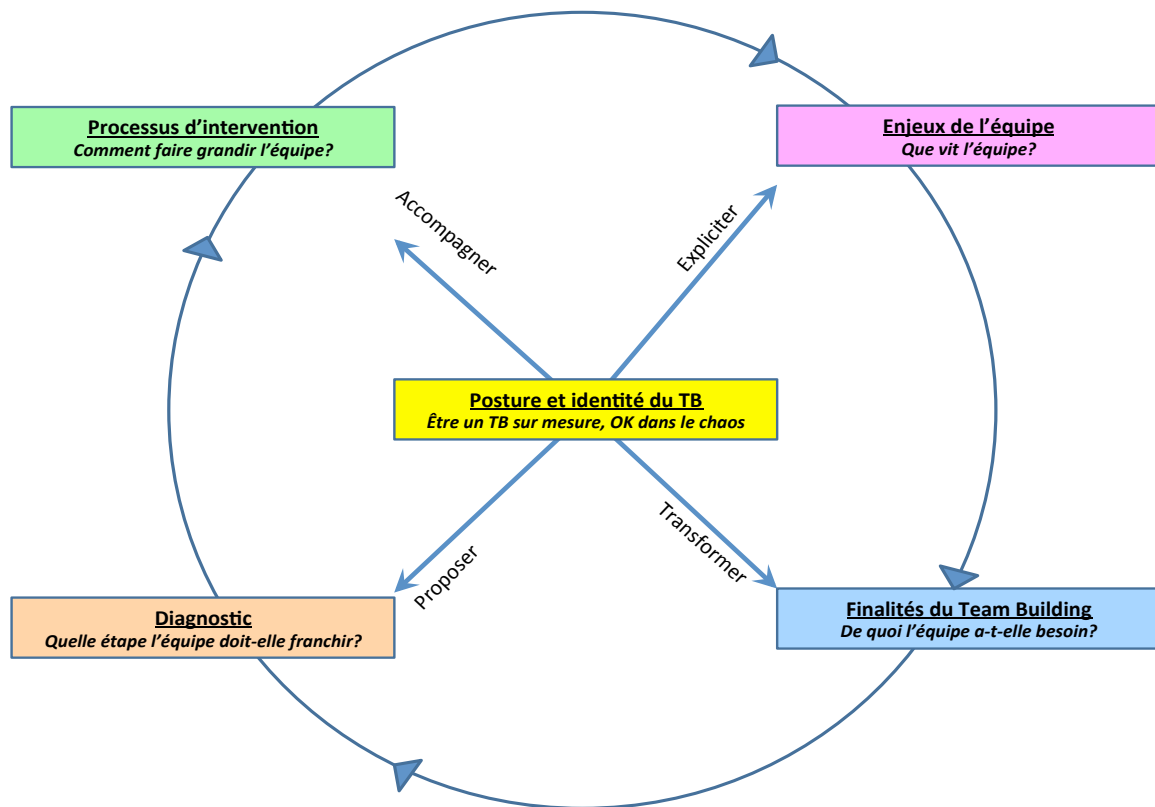 Processus d'intervention
Comment faire grandir l'équipe?
Enjeux de l'équipe
Que vit l'équipe?
Accompagner
Expliciter
Posture et identité du TB
Être un TB sur mesure, OK dans le chaos
Proposer
Transformer
Diagnostic
Quelle étape l'équipe doit-elle franchir?
Finalités du Team Building
De quoi l'équipe a-t-elle besoin?